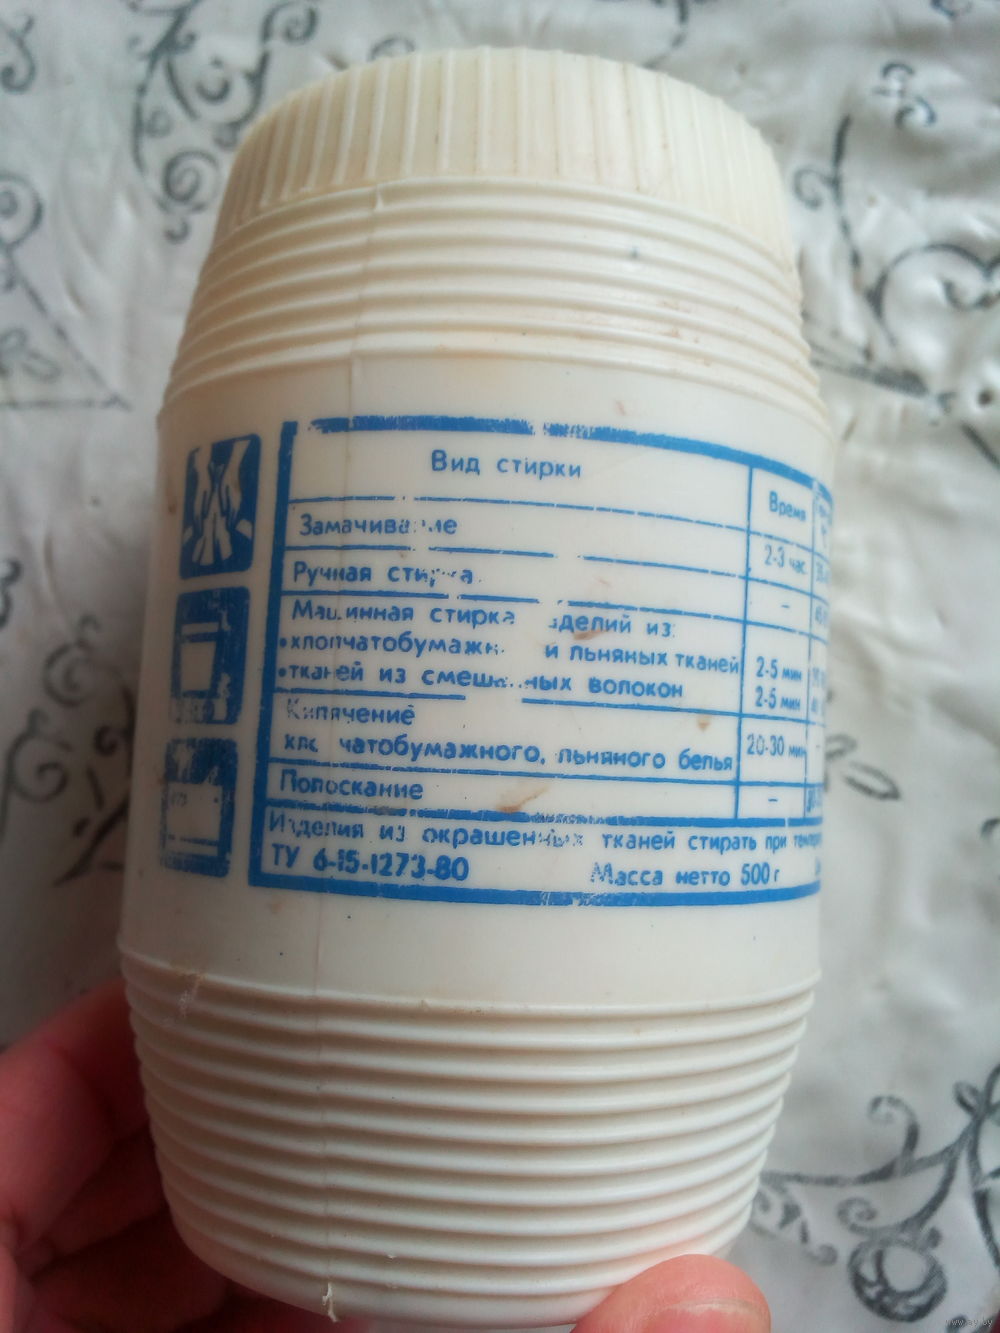 Вид стирки
Время
Замачивание
2-3 час.
Ручная стирка
–
Машинная стирка изделий из:
•хлопчатобумажн. и льняных тканей
2-5 мин
•тканей из смешанных волокон
2-5 мин
Кипячение
хлопчатобумажного, льняного белья
20-30 мин
–
Полоскание
–
Изделия из окрашенных тканей стирать при
ТУ 6-15-1273-80
Масса нетто 500 г